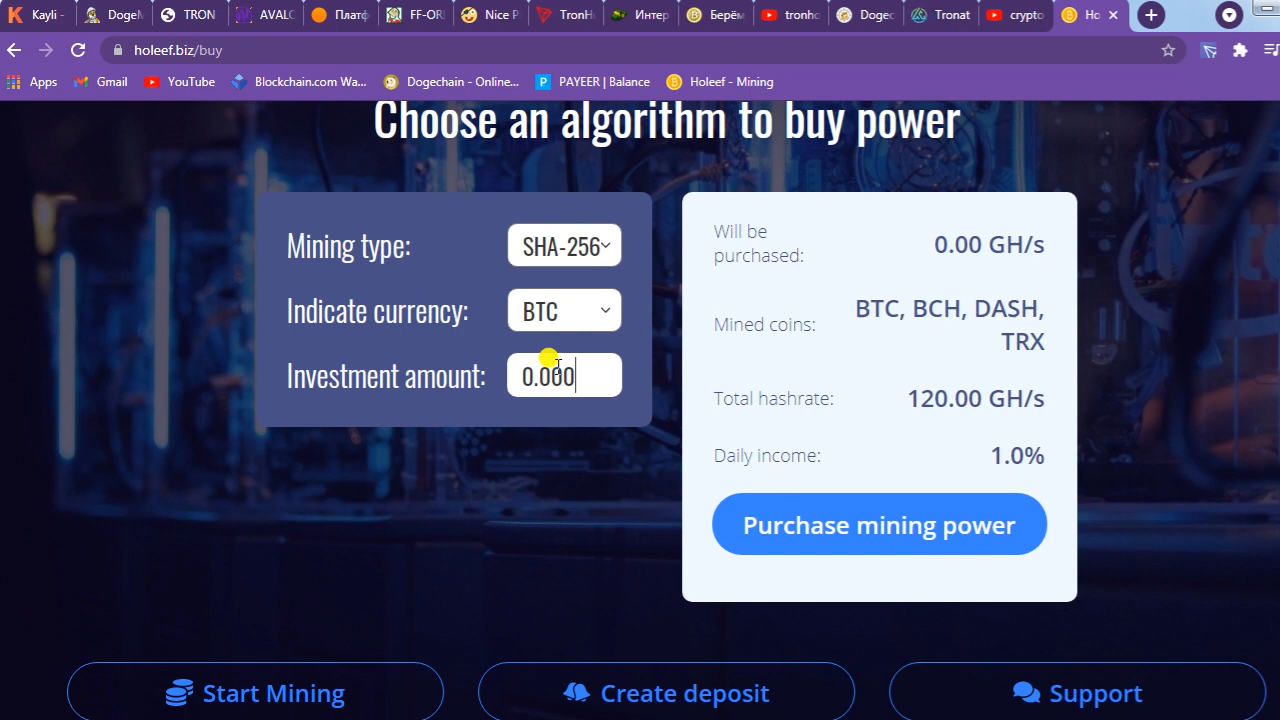 Kayli -
DogeM
TRON
AVALC
Платф
FF-ORI
Nice P
TronH
Интер
Берём
tronho
Dogec
Tronat
crypto
Ho
holeef.biz/buy
Apps
Gmail
YouTube
Blockchain.com Wa...
Dogechain - Online...
PAYEER | Balance
Holeef - Mining
Choose an algorithm to buy power
Mining type:
SHA-256
Indicate currency:
BTC
Investment amount:
0.000
Will be
purchased:
0.00 GH/s
Mined coins:
BTC, BCH, DASH,
TRX
Total hashrate:
120.00 GH/s
Daily income:
1.0%
Purchase mining power
Start Mining
Create deposit
Support